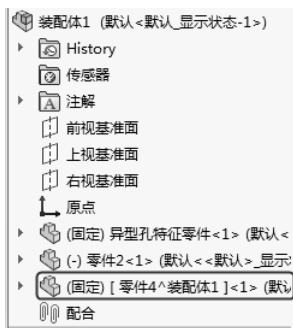 装配体1 (默认<默认_显示状态-1>)
History
传感器
A 注解
前视基准面
上视基准面
右视基准面
原点
(固定) 异型孔特征零件<1> (默认<
(-) 零件2<1> (默认<<默认>_显示
(固定) [ 零件4^装配体1 ]<1> (默认
配合